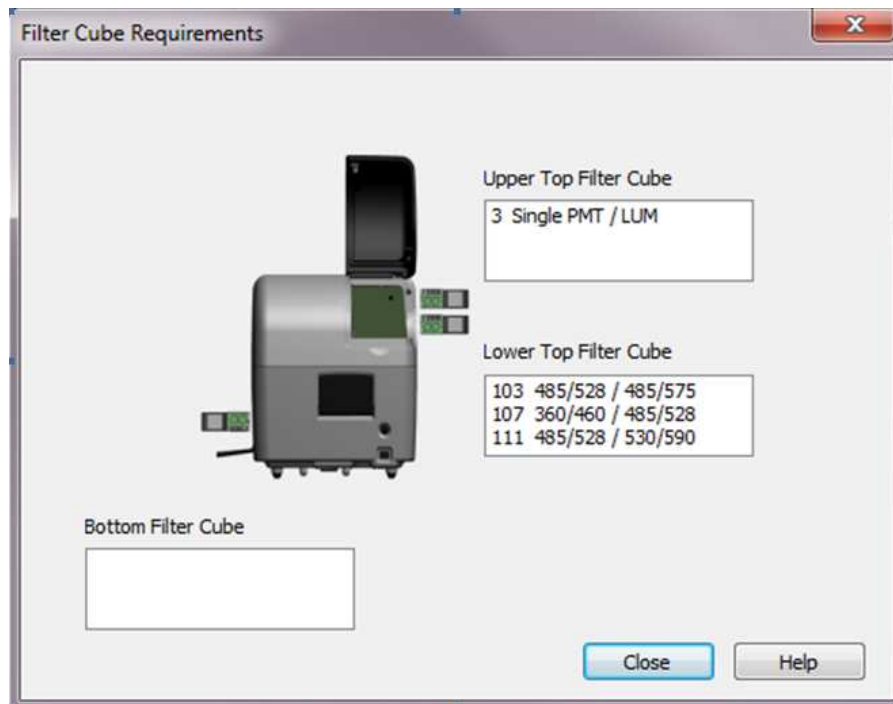 Filter Cube Requirements
Upper Top Filter Cube
3 Single PMT / LUM
Lower Top Filter Cube
103 485/528 / 485/575
107 360/460 / 485/528
111 485/528 / 530/590
Bottom Filter Cube
Close
Help